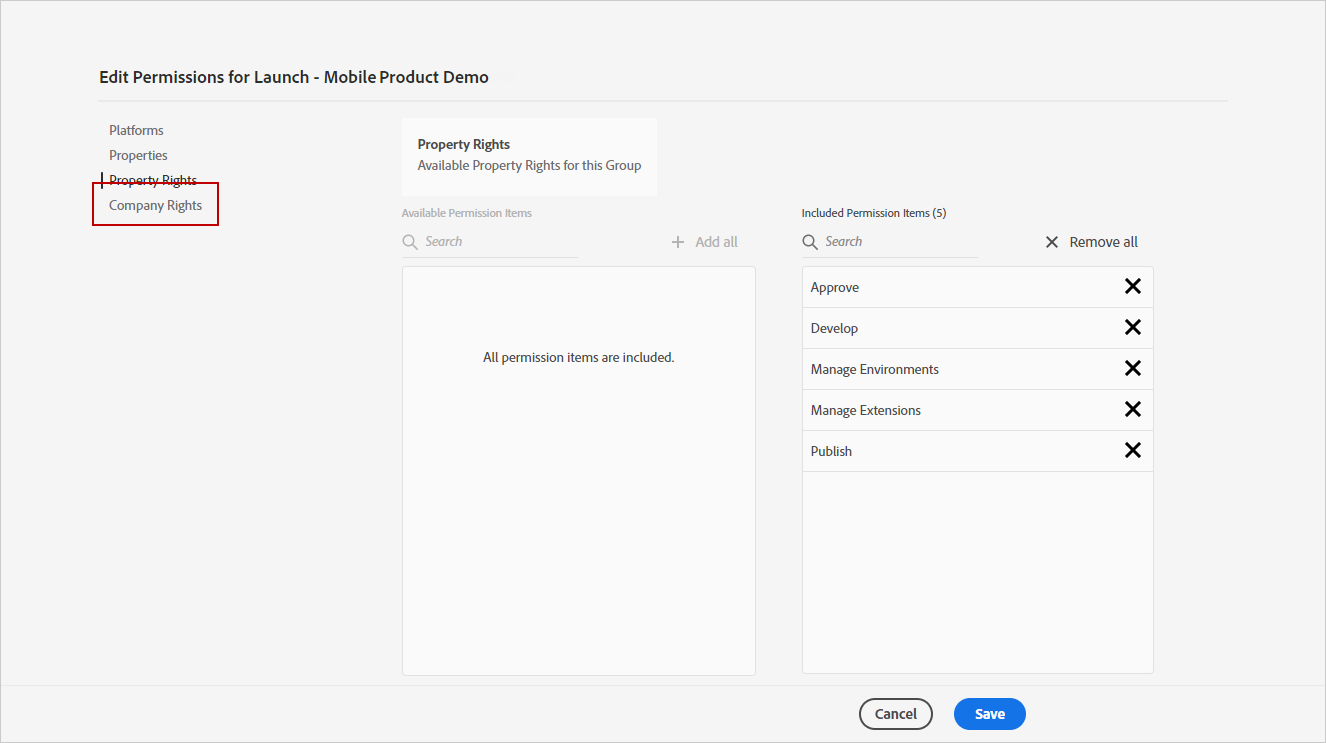 Edit Permissions for Launch - Mobile Product Demo
Platforms
Properties
Property Rights
Company Rights
Property Rights
Available Property Rights for this Group
Available Permission Items
Search
Add all
All permission items are included.
Included Permission Items (5)
Search
Remove all
Approve
Develop
Manage Environments
Manage Extensions
Publish
Cancel
Save